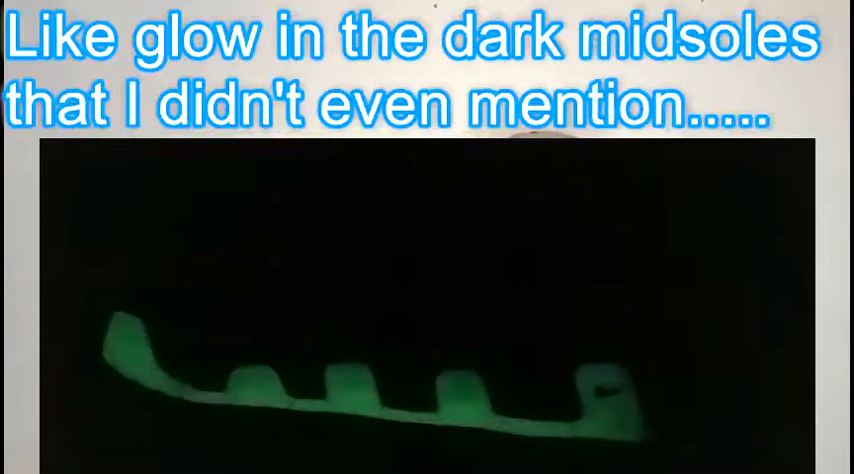 Like glow in the dark midsoles
that I didn't even mention.....